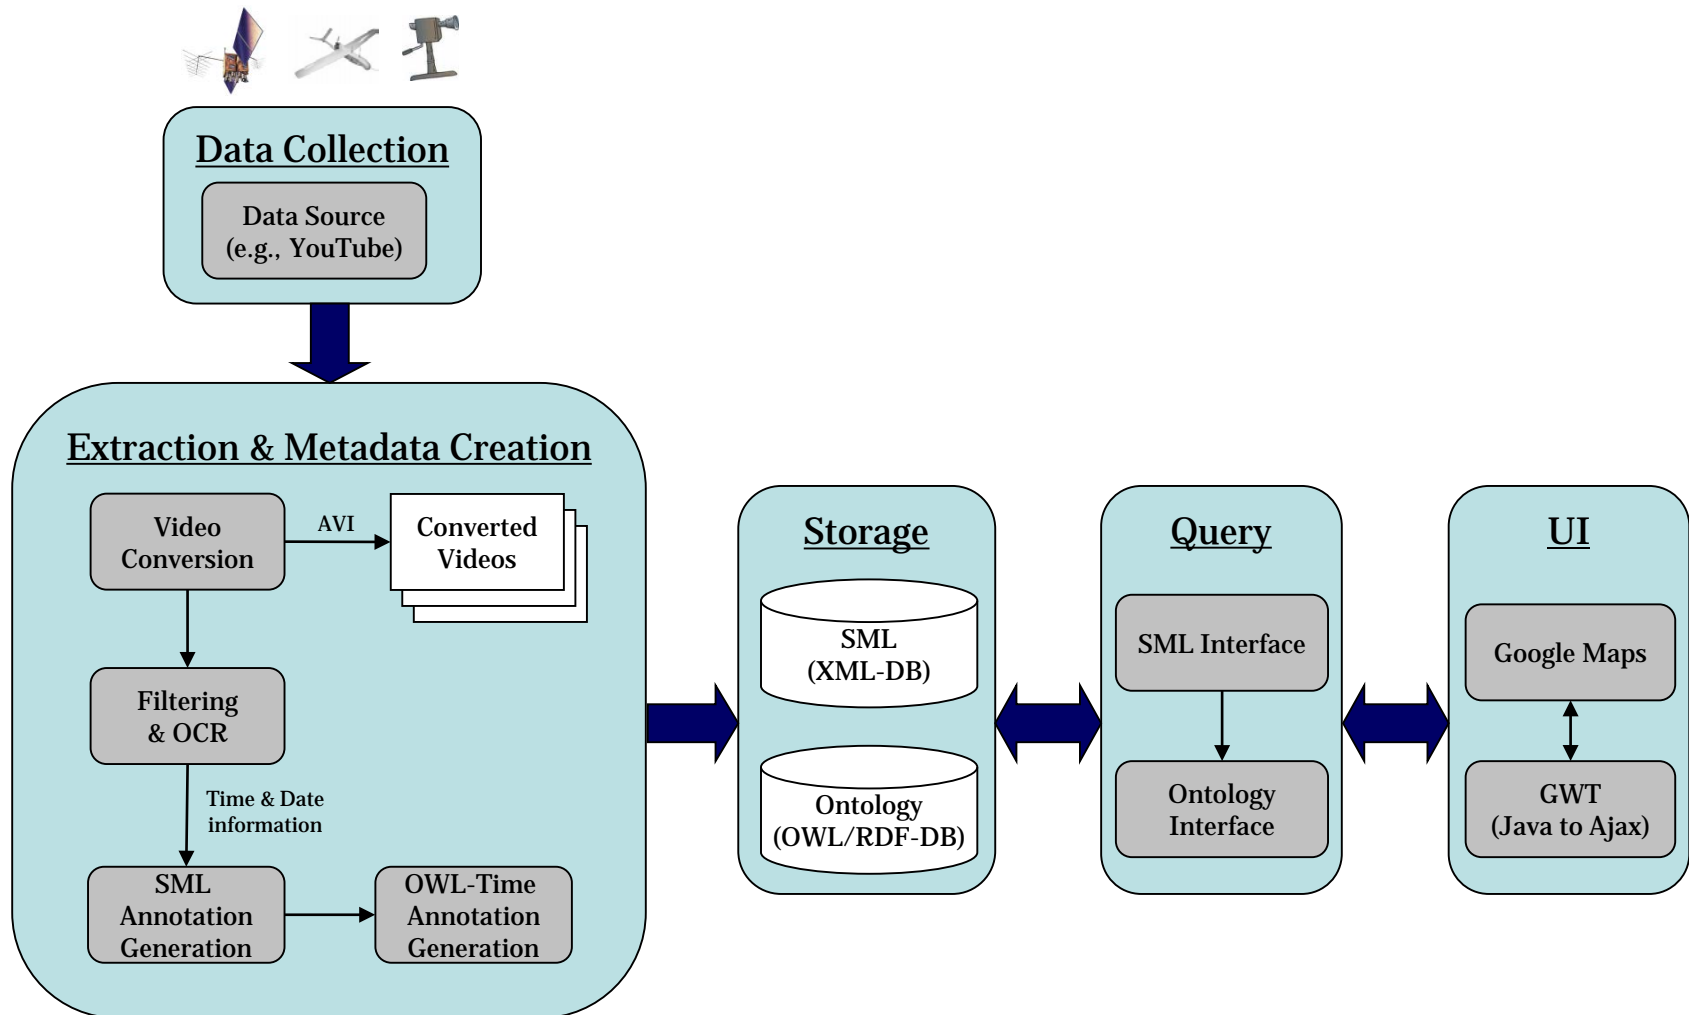 Data Collection
Data Source
(e.g., YouTube)
Extraction & Metadata Creation
Video
Conversion
AVI
Converted
Videos
Filtering
& OCR
Time & Date
information
SML
Annotation
Generation
OWL-Time
Annotation
Generation
Storage
SML
(XML-DB)
Ontology
(OWL/RDF-DB)
Query
SML Interface
Ontology
Interface
UI
Google Maps
GWT
(Java to Ajax)